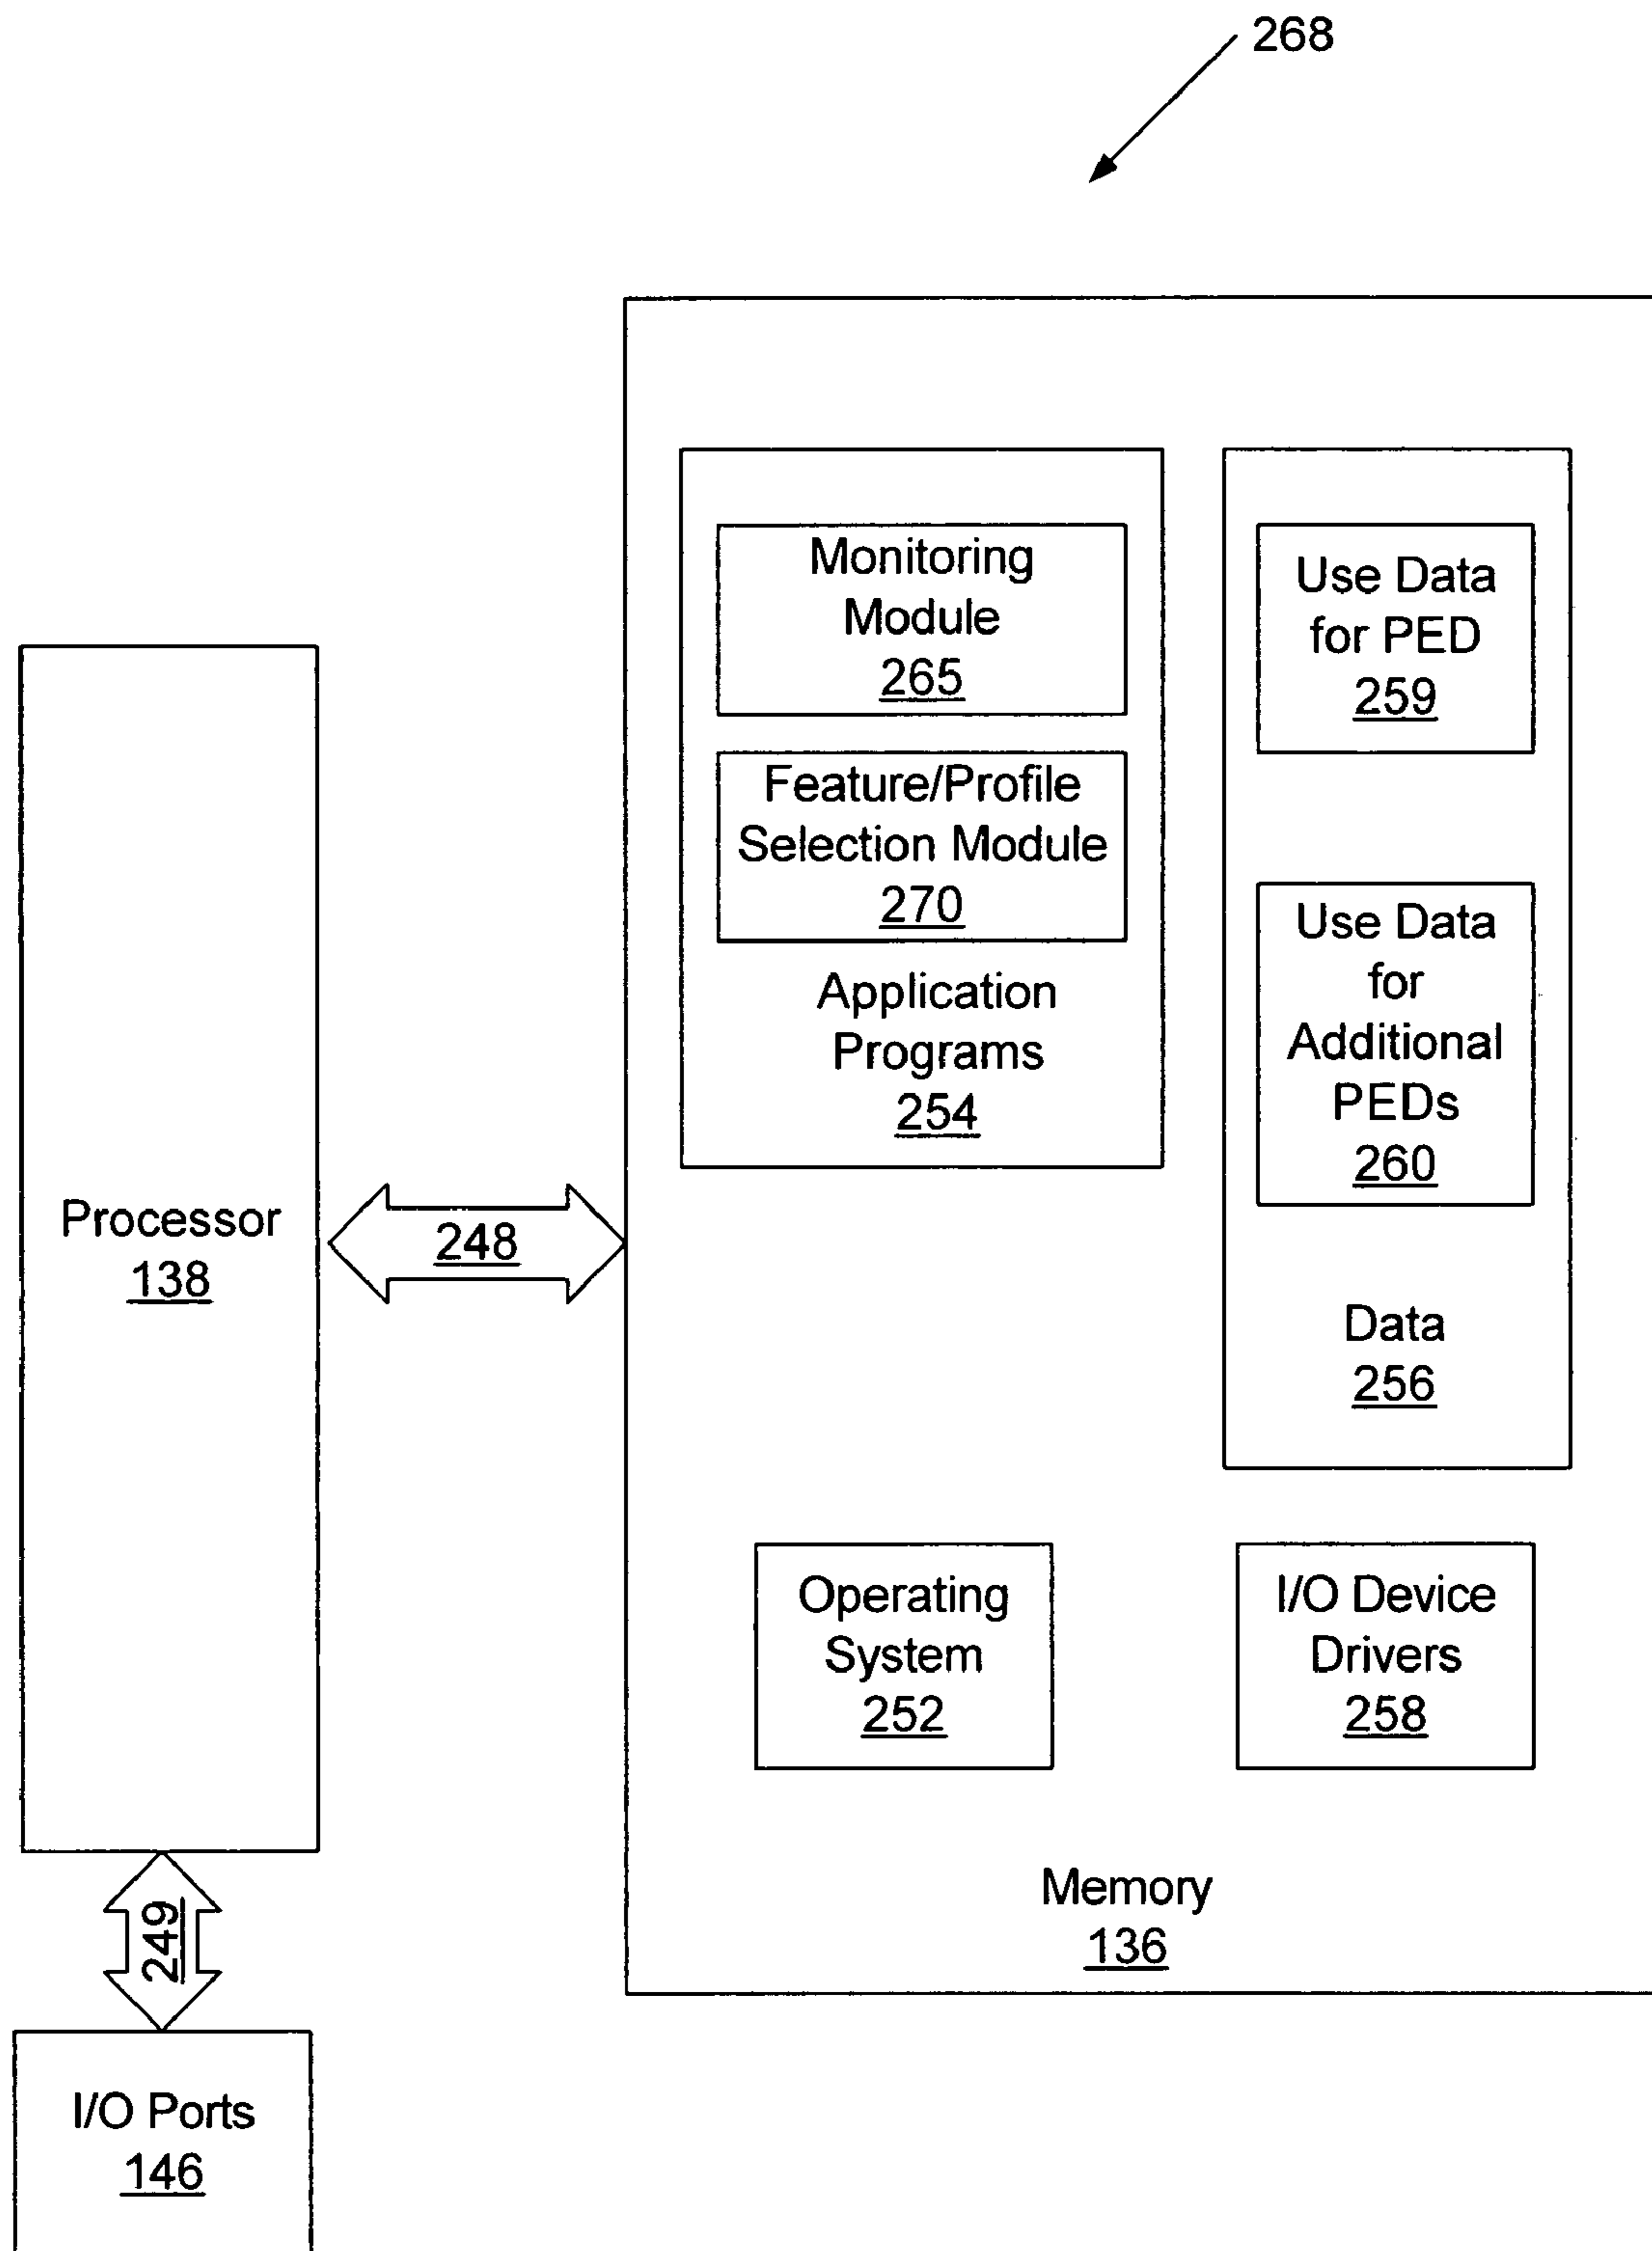 268
Monitoring
Module
265
Feature/Profile
Selection Module
270
Application
Programs
254
Use Data
for PED
259
Use Data
for
Additional
PEDs
260
Data
256
Processor
138
248
Operating
System
252
I/O Device
Drivers
258
Memory
136
249
I/O Ports
146